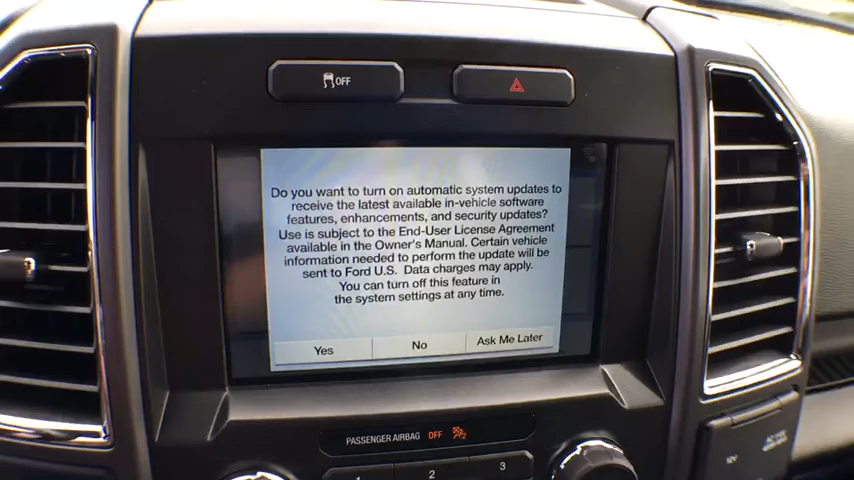 OFF
Do you want to turn on automatic system updates to
receive the latest available in-vehicle software
features, enhancements, and security updates?
Use is subject to the End-User License Agreement
available in the Owner's Manual. Certain vehicle
information needed to perform the update will be
sent to Ford U.S. Data charges may apply.
You can turn off this feature in
the system settings at any time.
Yes No Ask Me Later
PASSENGER AIRBAG OFF 2
1 2 3